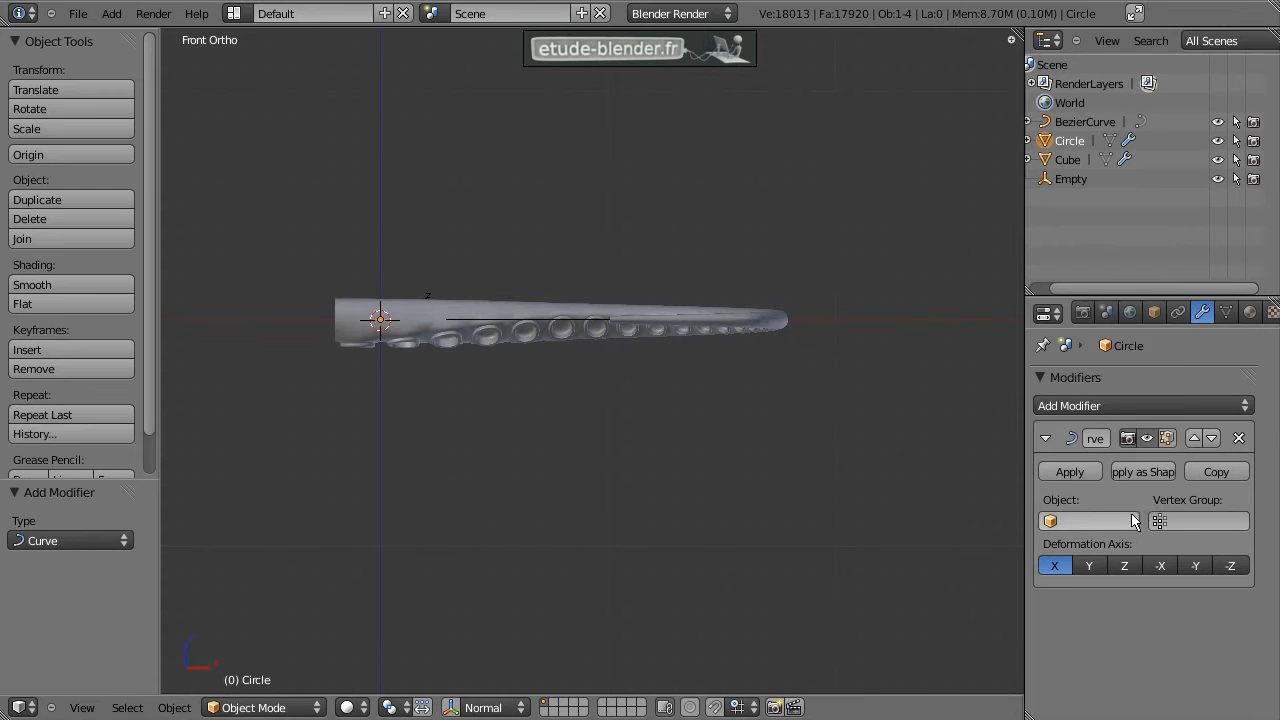 File Add Render Help Default Scene Blender Render Ve:18013 | Fa:17920 | Ob:1-4 | La:0 | Mem:8.70M (0.10M) | Circle
Object Tools
Transform:
Translate
Rotate
Scale
Origin
Object:
Duplicate
Delete
Join
Shading:
Smooth
Flat
Keyframes:
Insert
Remove
Repeat:
Repeat Last
History...
Grease Pencil:
Add Modifier
Type
Curve
Front Ortho
etude-blender.fr
z
(0) Circle
View Select Object Object Mode Normal
View Search All Scenes
Scene
RenderLayers
World
BezierCurve
Circle
Cube
Empty
Circle
Modifiers
Add Modifier
rve
Apply pply as Shap Copy
Object: Vertex Group:
Deformation Axis:
X Y Z -X -Y -Z